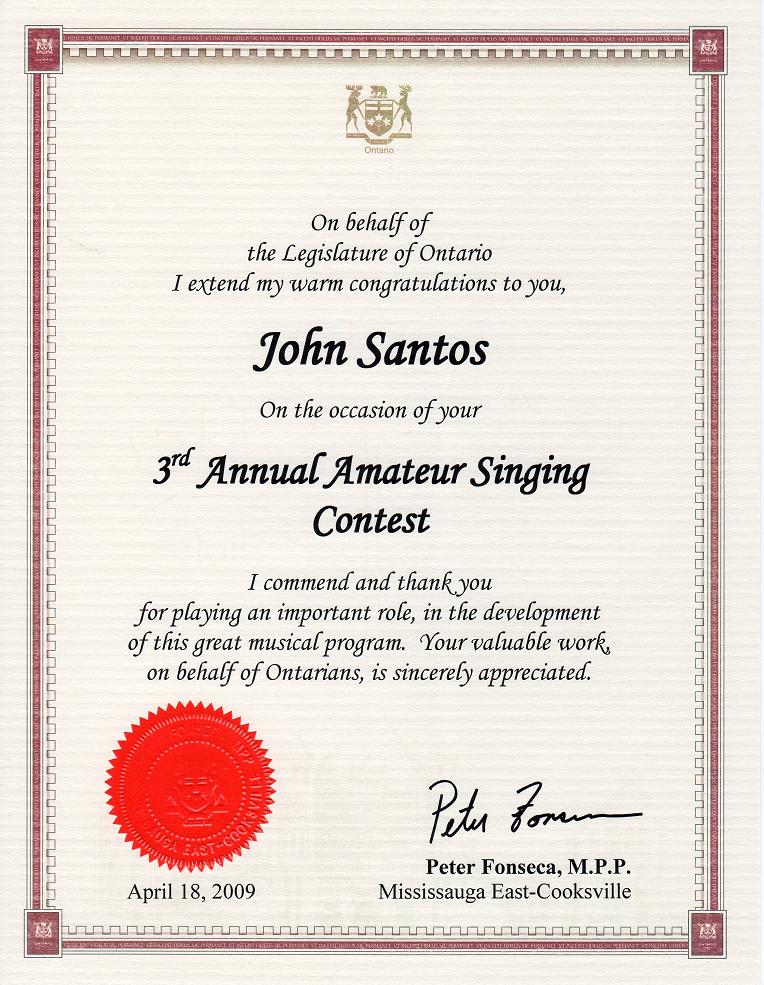 Ontario
On behalf of
the Legislature of Ontario
I extend my warm congratulations to you,
John Santos
On the occasion of your
3rd Annual Amateur Singing
Contest
I commend and thank you
for playing an important role, in the development
of this great musical program. Your valuable work,
on behalf of Ontarians, is sincerely appreciated.
EAST-COOKSVILLE
Peter Fonseca, M.P.P.
April 18, 2009
Mississauga East-Cooksville